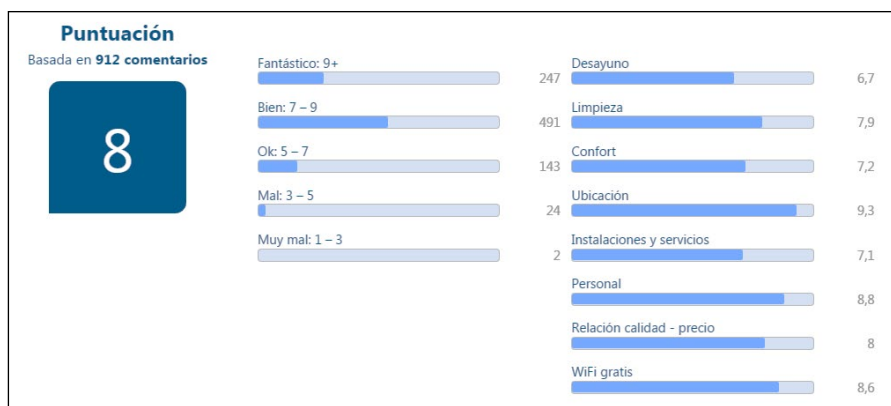 Puntuación
Basada en 912 comentarios
8
Fantástico: 9+
247
Bien: 7 – 9
491
Ok: 5 – 7
143
Mal: 3 – 5
24
Muy mal: 1 – 3
2
Desayuno
6,7
Limpieza
7,9
Confort
7,2
Ubicación
9,3
Instalaciones y servicios
7,1
Personal
8,8
Relación calidad - precio
8
WiFi gratis
8,6